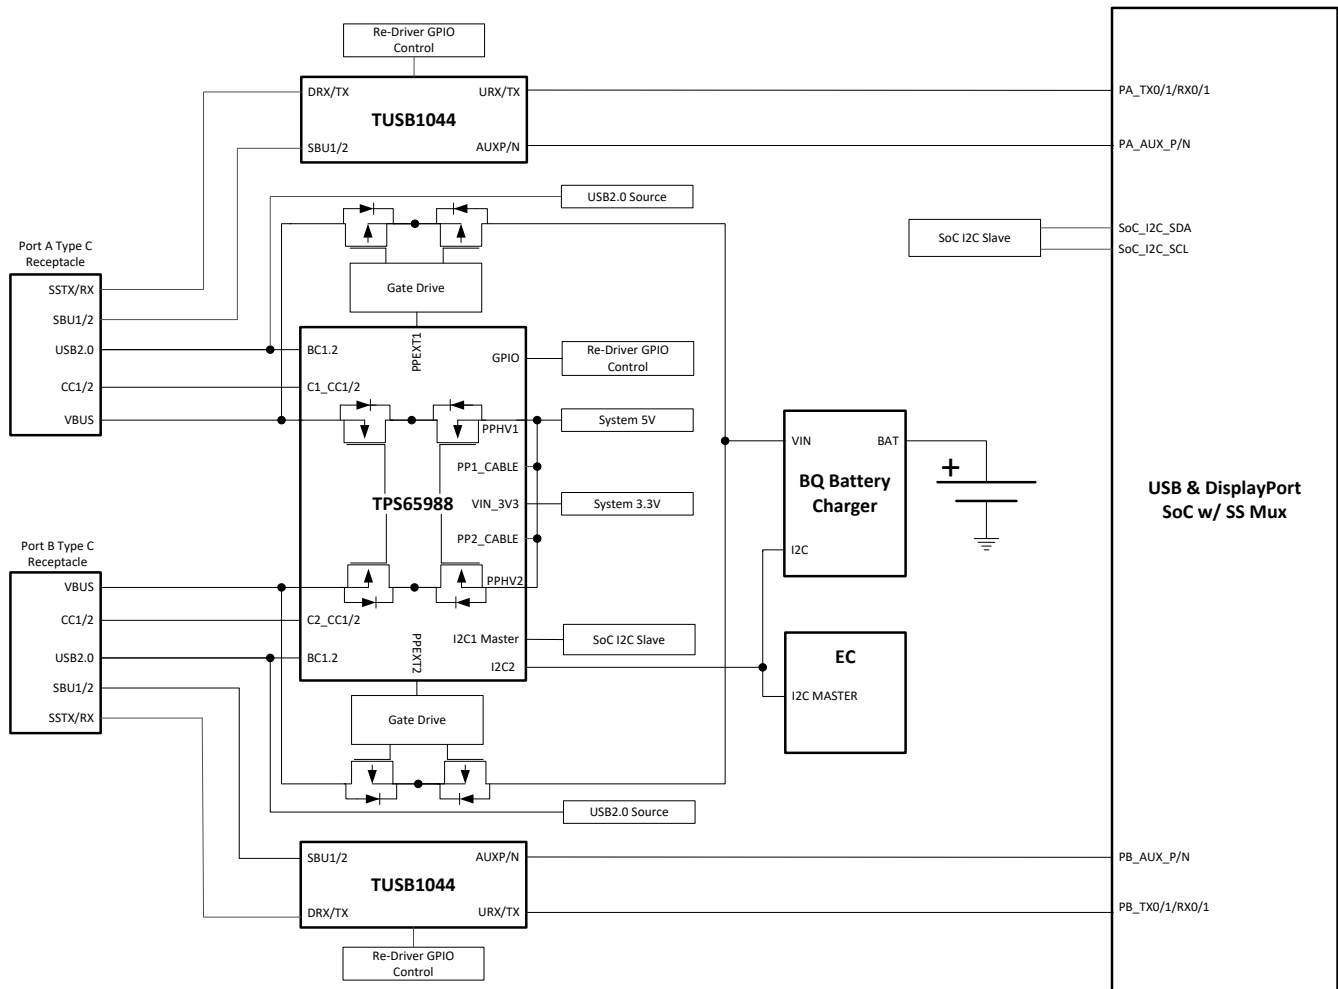 Re-Driver GPIO
Control
DRX/TX
URX/TX
TUSB1044
SBU1/2
AUXP/N
PA_TX0/1/RX0/1
PA_AUX_P/N
USB2.0 Source
SoC I2C Slave
SoC_I2C_SDA
SoC_I2C_SCL
Port A Type C
Receptacle
SSTX/RX
SBU1/2
USB2.0
CC1/2
VBUS
Gate Drive
PPEXT1
BC1.2
GPIO
Re-Driver GPIO
Control
C1_CC1/2
PPHV1
System 5V
PP1_CABLE
TPS65988
VIN_3V3
System 3.3V
PP2_CABLE
PPHV2
C2_CC1/2
PPEXT2
I2C1 Master
SoC I2C Slave
BC1.2
I2C2
VIN
BAT
BQ Battery
Charger
I2C
+
EC
I2C MASTER
USB & DisplayPort
SoC w/ SS Mux
Port B Type C
Receptacle
VBUS
CC1/2
USB2.0
SBU1/2
SSTX/RX
Gate Drive
USB2.0 Source
SBU1/2
AUXP/N
TUSB1044
DRX/TX
URX/TX
PB_AUX_P/N
PB_TX0/1/RX0/1
Re-Driver GPIO
Control